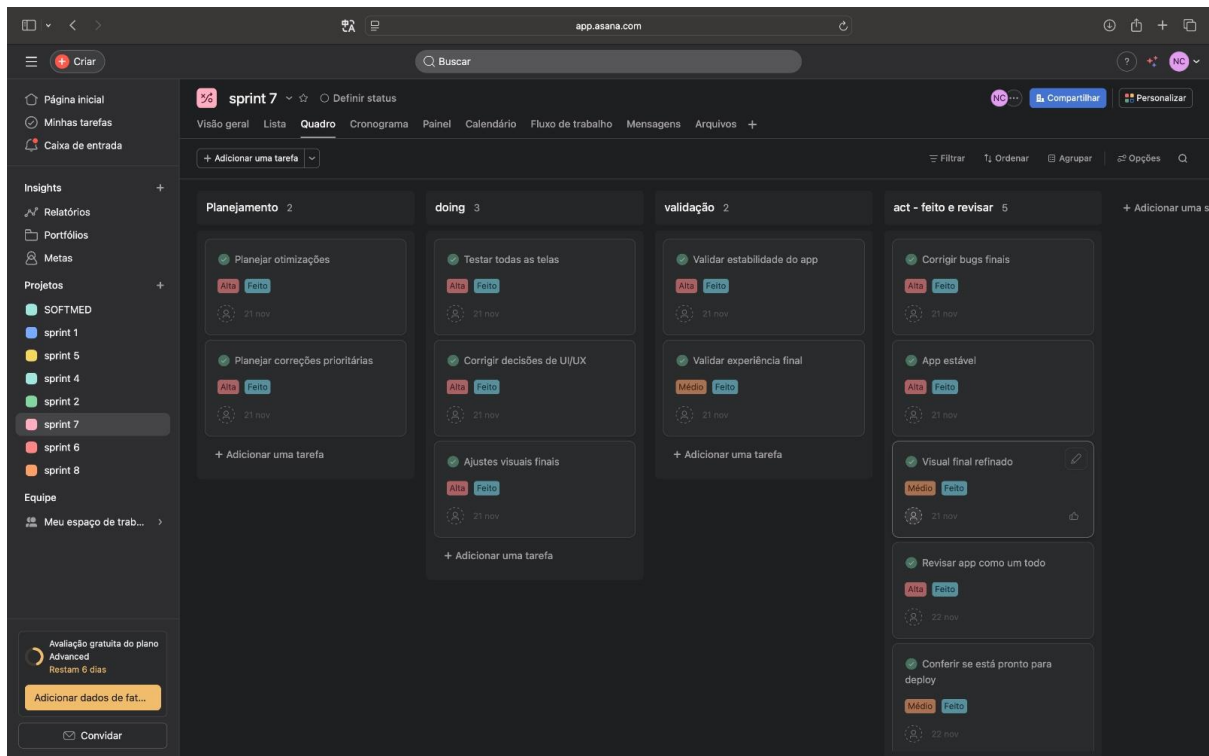 app.asana.com
Criar
Buscar
?
NC
Página inicial
Minhas tarefas
Caixa de entrada
Insights
Relatórios
Portfólios
Metas
Projetos
SOFTMED
sprint 1
sprint 5
sprint 4
sprint 2
sprint 7
sprint 6
sprint 8
Equipe
Meu espaço de trab...
Avaliação gratuita do plano
Advanced
Restam 6 dias
Adicionar dados de fat...
Convidar
sprint 7
Definir status
NC
Compartilhar
Personalizar
Visão geral Lista Quadro Cronograma Painel Calendário Fluxo de trabalho Mensagens Arquivos +
+ Adicionar uma tarefa
Filtrar Ordenar Agrupar Opções
Planejamento 2
Planejar otimizações
Alta Feito
21 nov
Planejar correções prioritárias
Alta Feito
21 nov
+ Adicionar uma tarefa
doing 3
Testar todas as telas
Alta Feito
21 nov
Corrigir decisões de UI/UX
Alta Feito
21 nov
Ajustes visuais finais
Alta Feito
21 nov
+ Adicionar uma tarefa
validação 2
Validar estabilidade do app
Alta Feito
21 nov
Validar experiência final
Médio Feito
21 nov
+ Adicionar uma tarefa
act - feito e revisar 5
Corrigir bugs finais
Alta Feito
21 nov
App estável
Alta Feito
21 nov
Visual final refinado
Médio Feito
21 nov
Revisar app como um todo
Alta Feito
22 nov
Conferir se está pronto para
deploy
Médio Feito
22 nov
+ Adicionar uma s